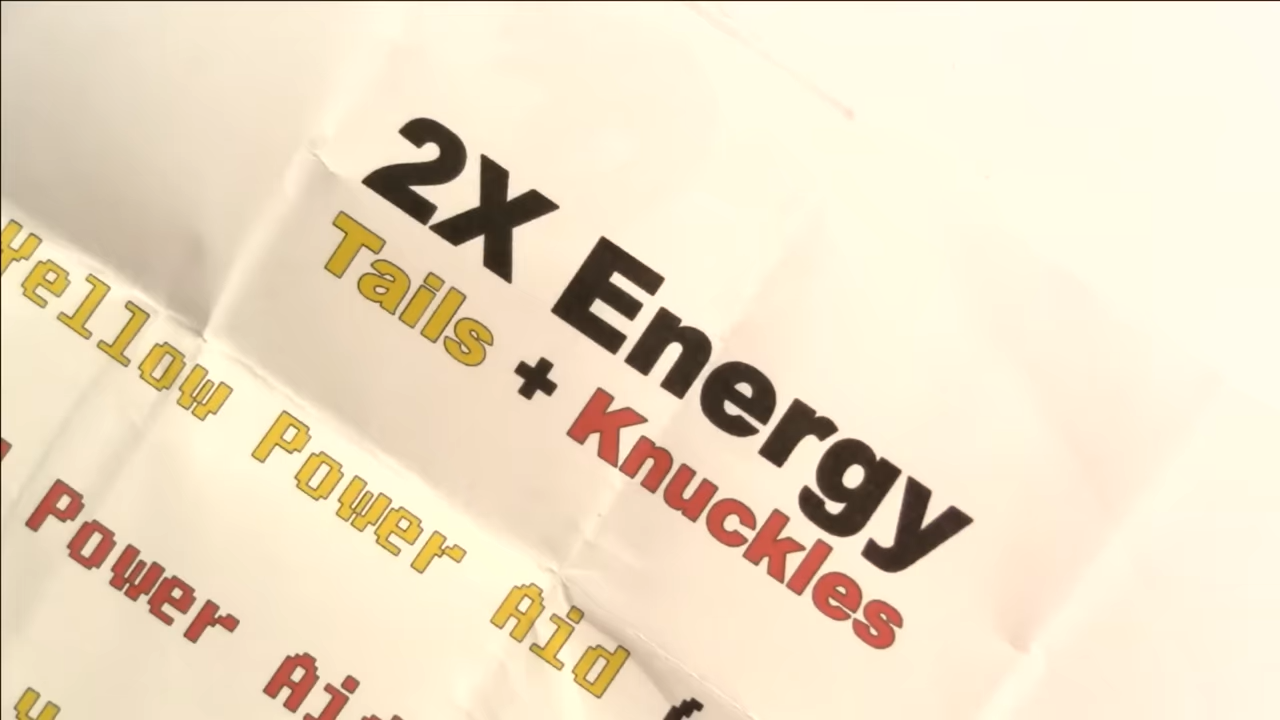 2X Energy
Tails + Knuckles
Yellow Power Aid (
Power Aid
y